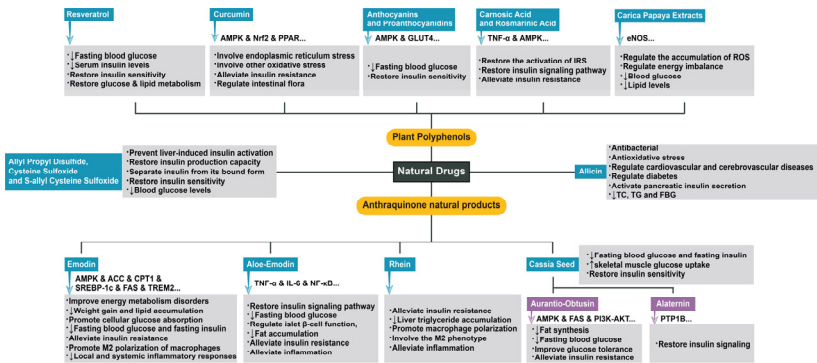 Resveratrol
·↓Fasting blood glucose
·↓Serum insulin levels
·Restore insulin sensitivity
·Restore glucose & lipid metabolism
Curcumin
AMPK & Nrf2 & PPAR...
·Involve endoplasmic reticulum stress
·Involve other oxidative stress
·Alleviate insulin resistance
·Regulate intestinal flora
Anthocyanins
and Proanthocyanidins
AMPK & GLUT4...
·↓Fasting blood glucose
·Restore insulin sensitivity
Carnosic Acid
and Rosmarinic Acid
TNF-α & AMPK...
·Restore the activation of IRS
·Restore insulin signaling pathway
·Alleviate insulin resistance
Carica Papaya Extracts
eNOS...
·Regulate the accumulation of ROS
·Regulate energy imbalance
·↓Blood glucose
·↓Lipid levels
Plant Polyphenols
Allyl Propyl Disulfide,
Cysteine Sulfoxide
and S-allyl Cysteine Sulfoxide
·Prevent liver-induced insulin activation
·Restore insulin production capacity
·Separate insulin from its bound form
·Restore insulin sensitivity
·↓Blood glucose levels
Natural Drugs
Allicin
·Antibacterial
·Antioxidative stress
·Regulate cardiovascular and cerebrovascular diseases
·Regulate diabetes
·Activate pancreatic insulin secretion
·↓TC, TG and FBG
Anthraquinone natural products
Emodin
AMPK & ACC & CPT1 &
SREBP-1c & FAS & TREM2...
·Improve energy metabolism disorders
·↓Weight gain and lipid accumulation
·Promote cellular glucose absorption
·↓Fasting blood glucose and fasting insulin
·Alleviate insulin resistance
·Promote M2 polarization of macrophages
·↓Local and systemic inflammatory responses
Aloe-Emodin
TNF-α & IL-6 & NF-κD...
·Restore insulin signaling pathway
·↓Fasting blood glucose
·Regulate islet β-cell function,
·↓Fat accumulation
·Alleviate insulin resistance
·Alleviate inflammation
Rhein
·Alleviate insulin resistance
·↓Liver triglyceride accumulation
·Promote macrophage polarization
·Involve the M2 phenotype
·Alleviate inflammation
Cassia Seed
·↓Fasting blood glucose and fasting insulin
·↑skeletal muscle glucose uptake
·Restore insulin sensitivity
Aurantio-Obtusin
AMPK & FAS & PI3K-AKT...
·↓Fat synthesis
·↓Fasting blood glucose
·Improve glucose tolerance
·Alleviate insulin resistance
Alaternin
PTP1B...
·Restore insulin signaling